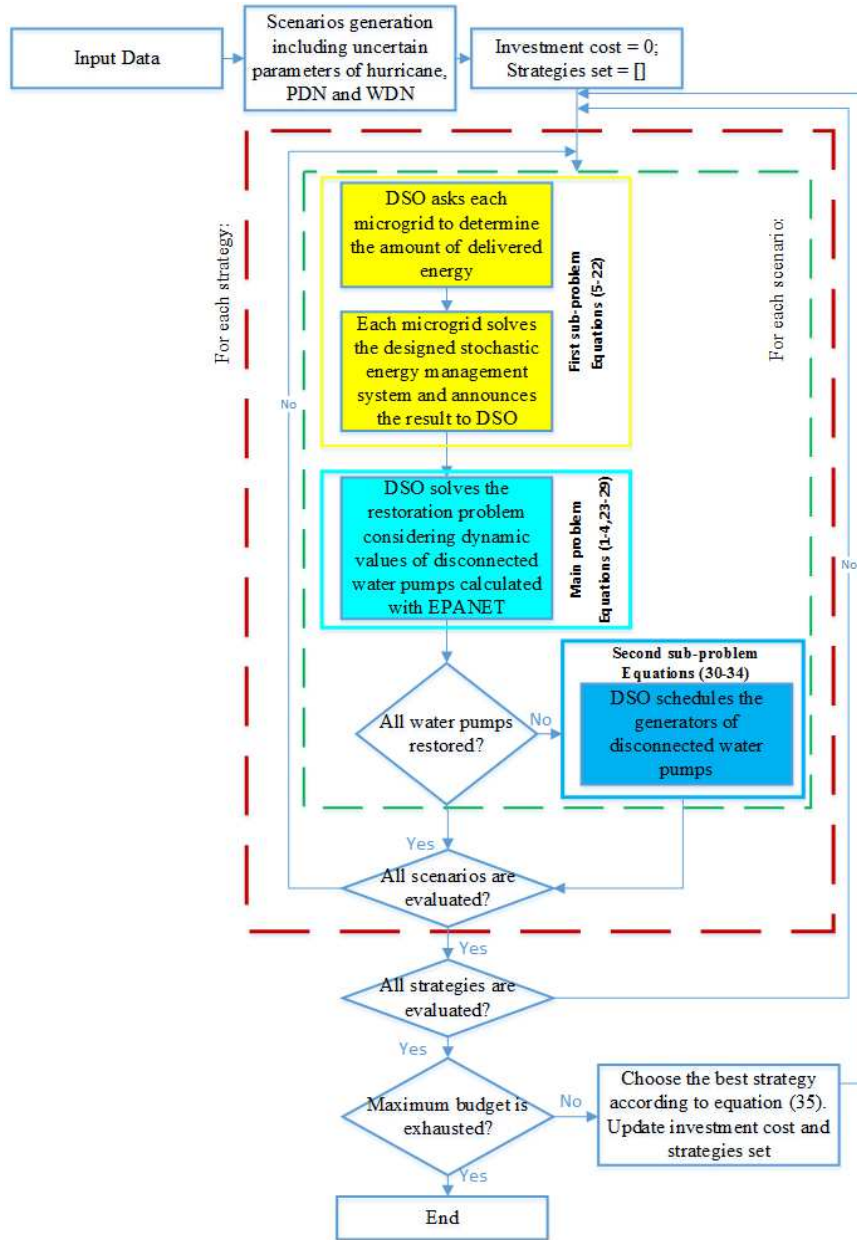 Input Data
Scenarios generation
including uncertain
parameters of hurricane,
PDN and WDN
Investment cost = 0;
Strategies set = []
For each strategy:
For each scenario:
DSO asks each
microgrid to determine
the amount of delivered
energy
First sub-problem
Equations (5-22)
Each microgrid solves
the designed stochastic
energy management
system and announces
the result to DSO
No
DSO solves the
restoration problem
considering dynamic
values of disconnected
water pumps calculated
with EPANET
Main problem
Equations (1-4,23-29)
No
Second sub-problem
Equations (30-34)
DSO schedules the
generators of
disconnected water
pumps
All water pumps
restored?
No
Yes
All scenarios are
evaluated?
Yes
All strategies are
evaluated?
Yes
Maximum budget is
exhausted?
No
Choose the best strategy
according to equation (35).
Update investment cost and
strategies set
Yes
End